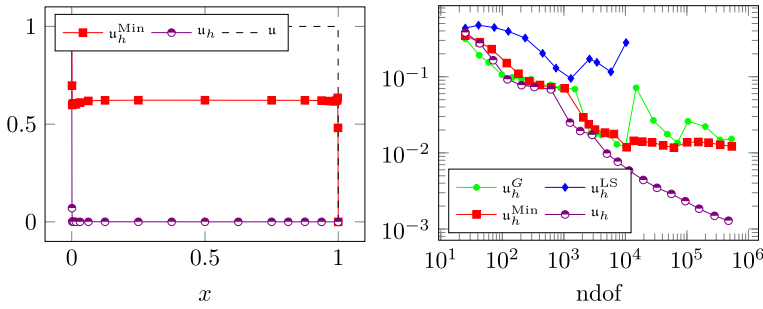 1
0.5
0
𝔲_h^Min 𝔲_h 𝔲
0 0.5 1
x
10^−1
10^−2
10^−3
𝔲_h^G 𝔲_h^LS
𝔲_h^Min 𝔲_h
10^1 10^2 10^3 10^4 10^5 10^6
ndof